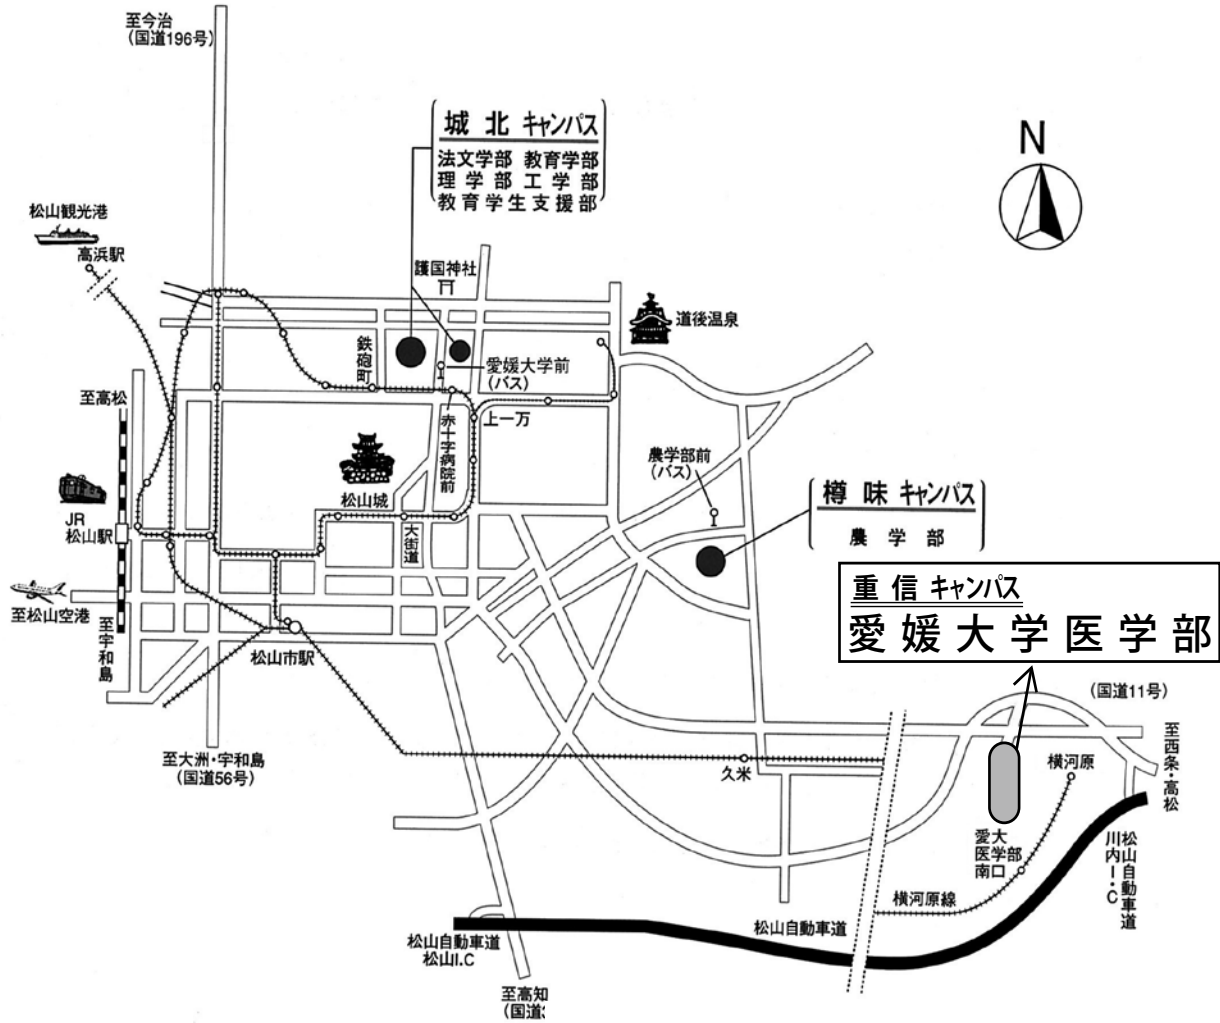 至今治
(国道196号)
城北 キャンパス
法文学部 教育学部
理学部 工学部
教育学生支援部
N
松山観光港
高浜駅
護国神社
道後温泉
鉄砲町
愛媛大学前
(バス)
至高松
赤十字病院前
上一万
農学部前
(バス)
松山城
大街道
JR
松山駅
樽味 キャンパス
農学部
重信 キャンパス
愛媛大学医学部
至松山空港
至宇和島
松山市駅
(国道11号)
至西条・高松
至大洲・宇和島
(国道56号)
久米
横河原
愛大
医学部
南口
松山自動車道
川内I・C
横河原線
松山自動車道
松山自動車道
松山I.C
至高知
(国道